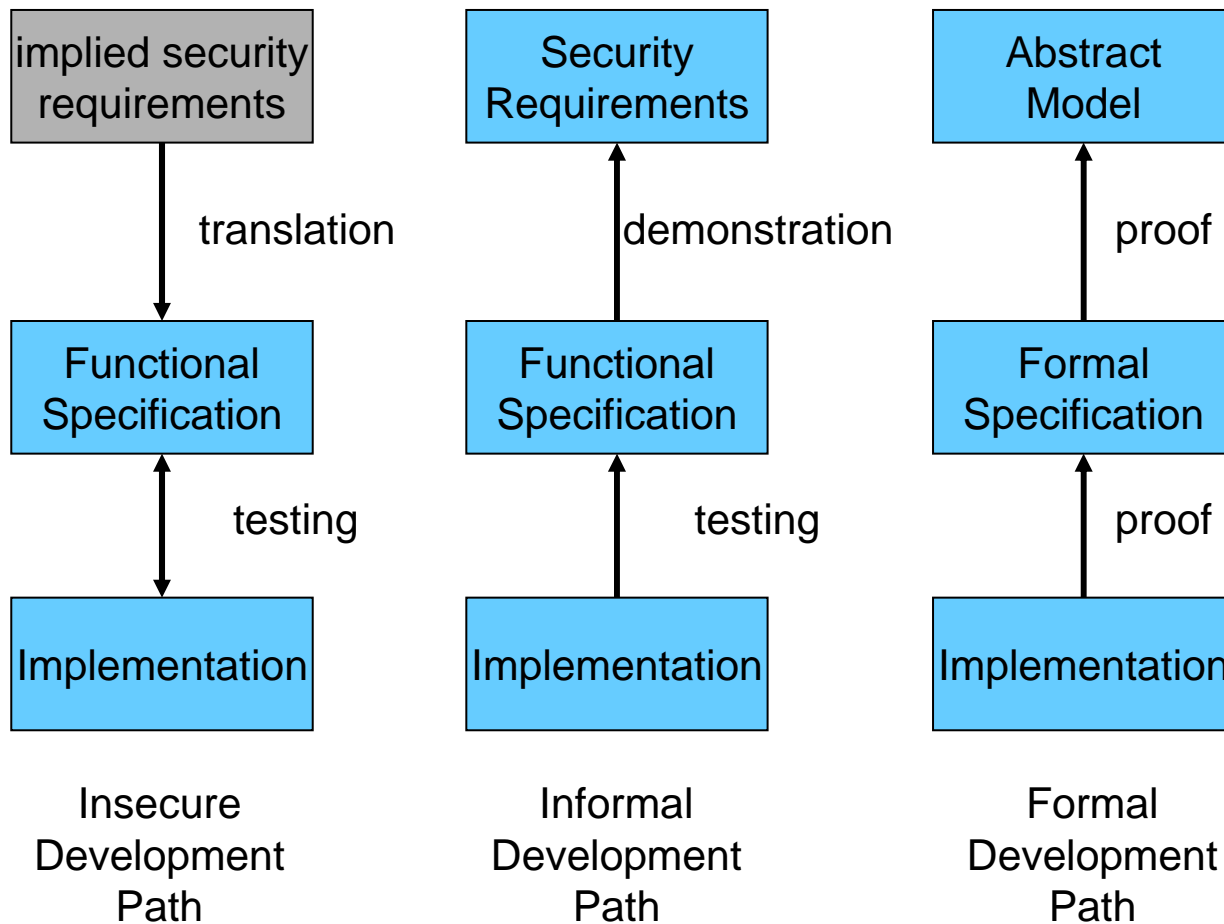 implied security
requirements
Security
Requirements
Abstract
Model
translation
demonstration
proof
Functional
Specification
Functional
Specification
Formal
Specification
testing
testing
proof
Implementation
Implementation
Implementation
Insecure
Development
Path
Informal
Development
Path
Formal
Development
Path